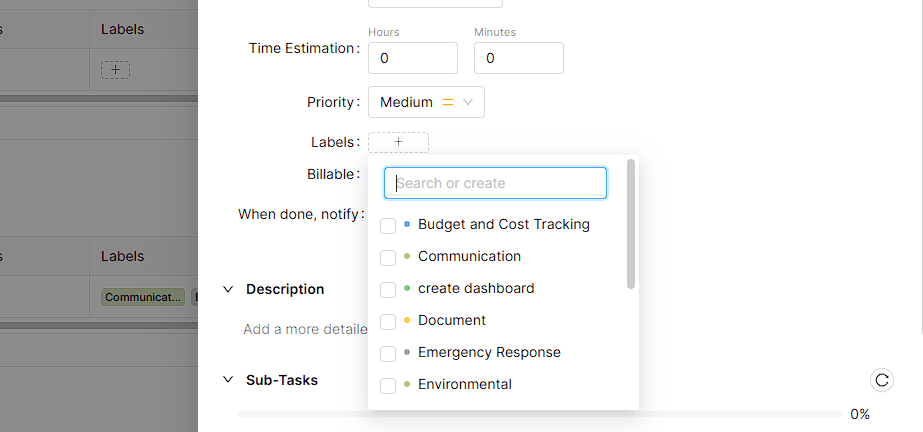 s
Labels
Hours
Minutes
Time Estimation :
0
0
Priority :
Medium
Labels :
Search or create
Billable :
Budget and Cost Tracking
When done, notify :
Communication
s
Labels
Description
create dashboard
Communicat...
Document
Add a more detaile
Emergency Response
Sub-Tasks
Environmental
0%